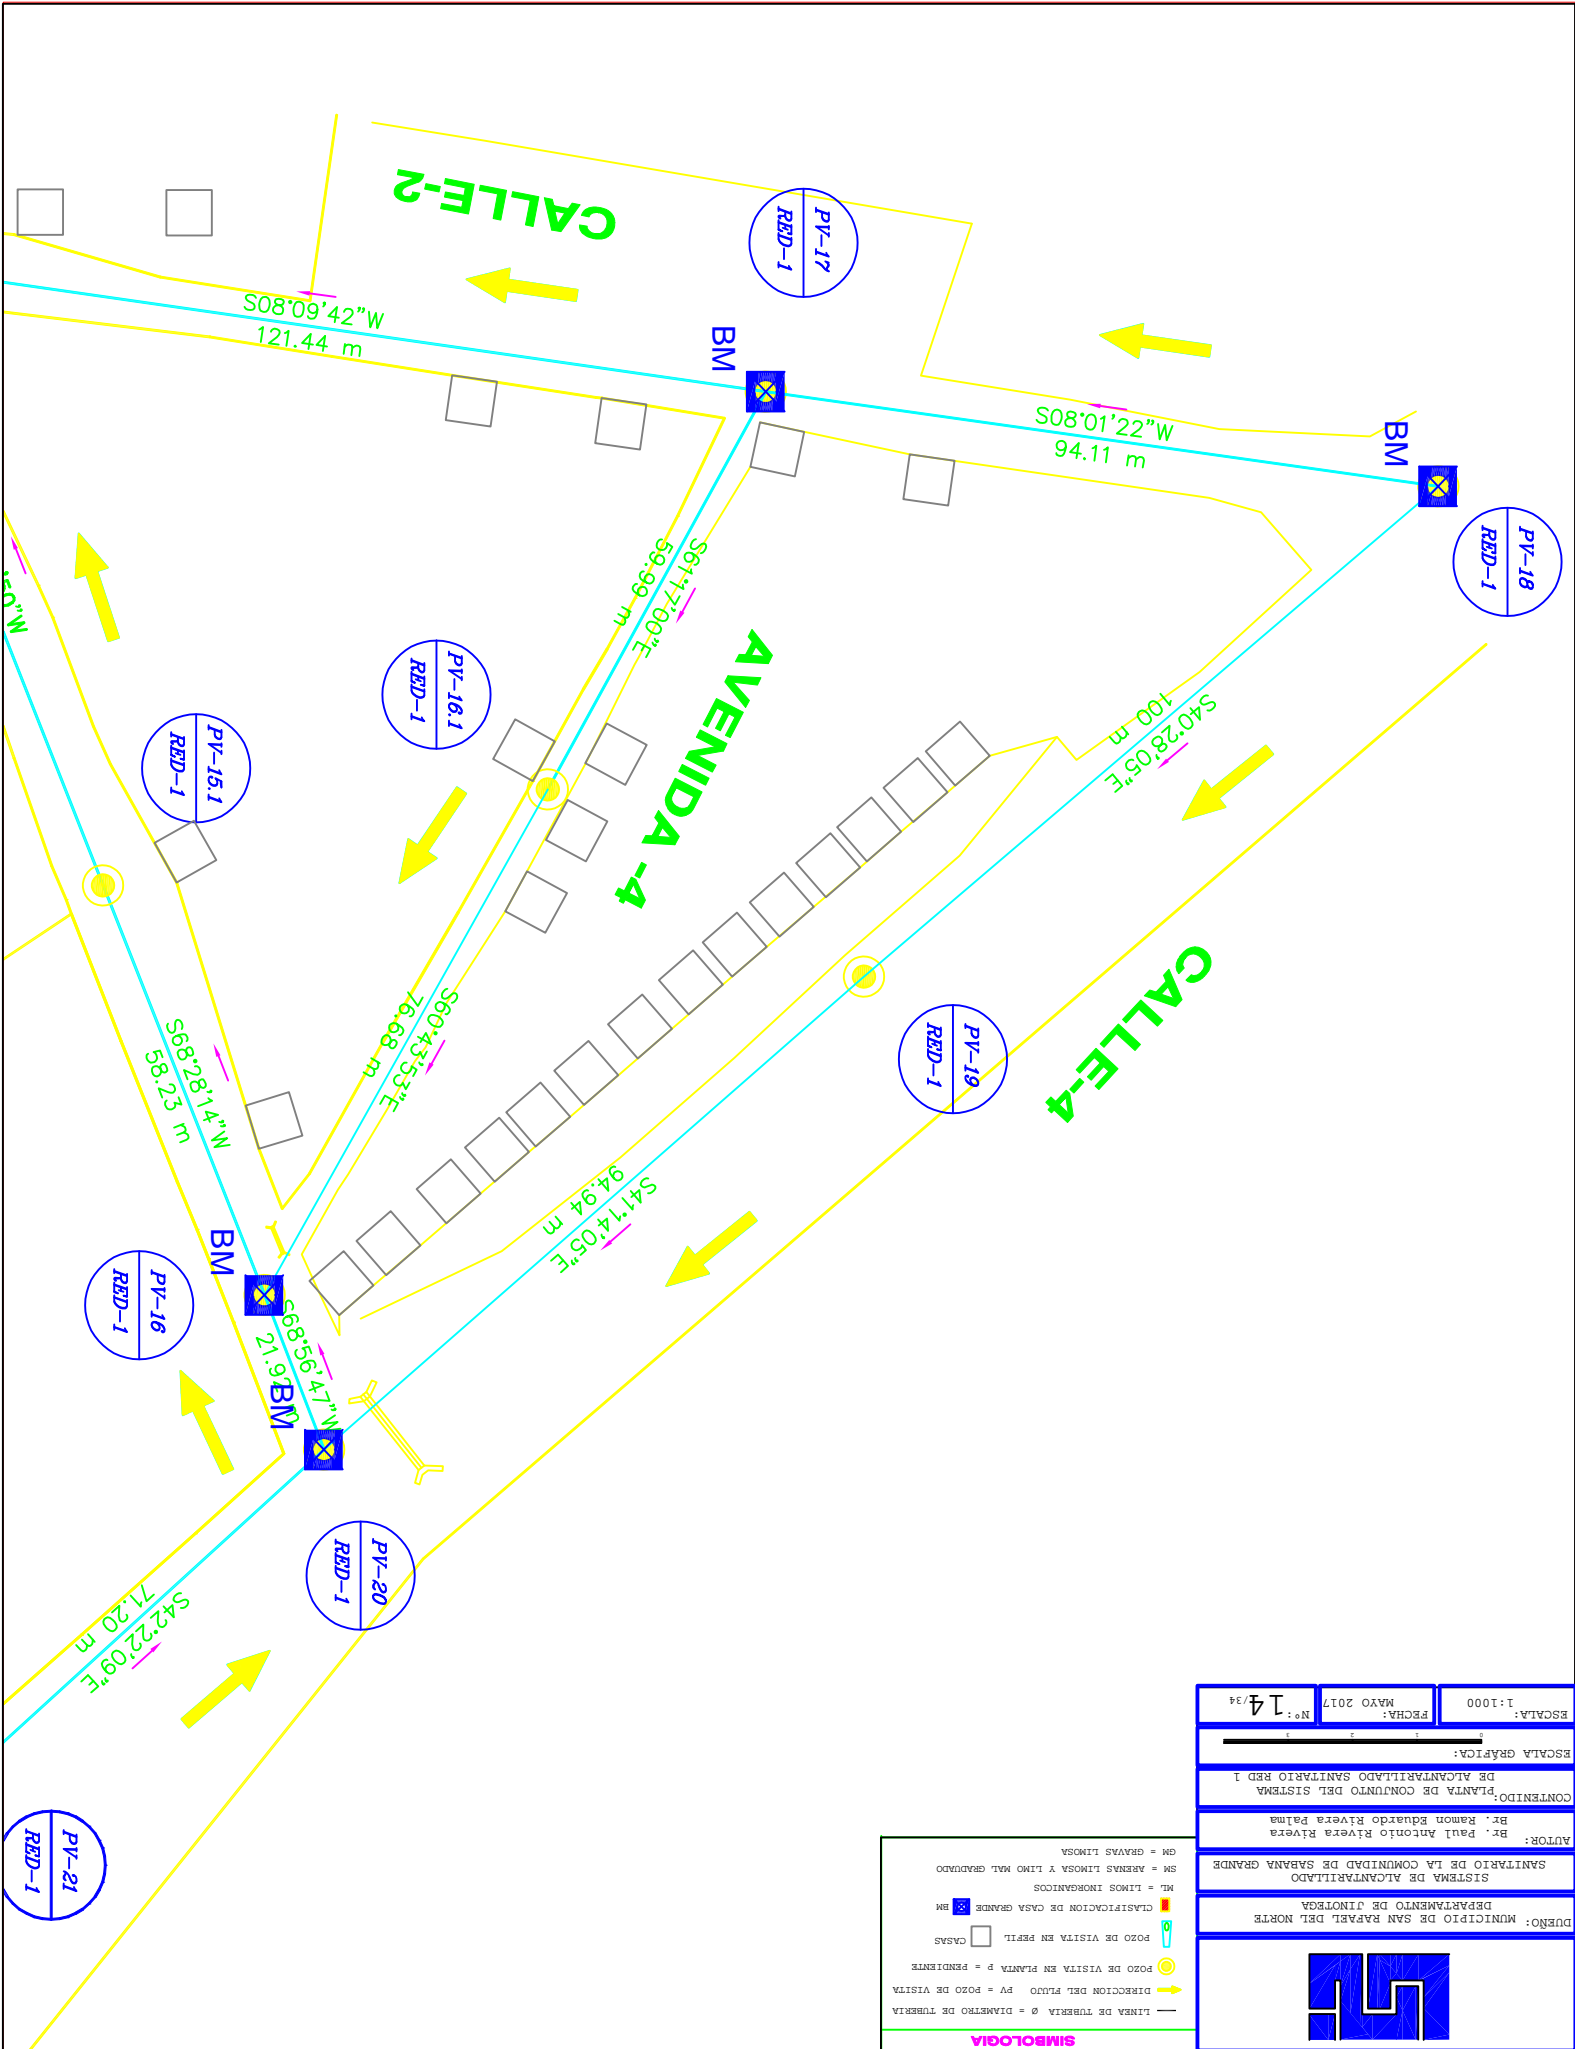 CALLE-2
PV-17
RED-1
S08°09'42"W
121.44 m
BM
S08°01'22"W
94.11 m
BM
PV-18
RED-1
S61°17'00"E
59.99 m
AVENIDA -4
PV-16.1
RED-1
PV-15.1
RED-1
S40°28'05"E
100 m
CALLE-4
PV-19
RED-1
S60°43'53"E
76.68 m
S68°28'14"W
58.23 m
S41°14'05"E
94.94 m
BM
PV-16
RED-1
S68°56'47"W
21.92 m
BM
PV-20
RED-1
S42°22'09"E
71.20 m
PV-21
RED-1
SIMBOLOGIA
LINEA DE TUBERIA Ø = DIAMETRO DE TUBERIA
DIRECCION DEL FLUJO PV = POZO DE VISITA
POZO DE VISITA EN PLANTA P = PENDIENTE
POZO DE VISITA EN PEFIL CASAS
CLASIFICACION DE CASA GRANDE BM
ML = LIMOS INORGANICOS
SM = ARENAS LIMOSA Y LIMO MAL GRADUADO
GM = GRAVAS LIMOSA
DUEÑO: MUNICIPIO DE SAN RAFAEL DEL NORTE
DEPARTAMENTO DE JINOTEGA
SISTEMA DE ALCANTARILLADO
SANITARIO DE LA COMUNIDAD DE SABANA GRANDE
AUTOR: Br. Paul Antonio Rivera Rivera
Br. Ramon Eduardo Rivera Palma
CONTENIDO: PLANTA DE CONJUNTO DEL SISTEMA
DE ALCANTARILLADO SANITARIO RED 1
ESCALA GRÁFICA:
0 1 2 3
ESCALA: 1:1000
FECHA: MAYO 2017
N°: 14/34